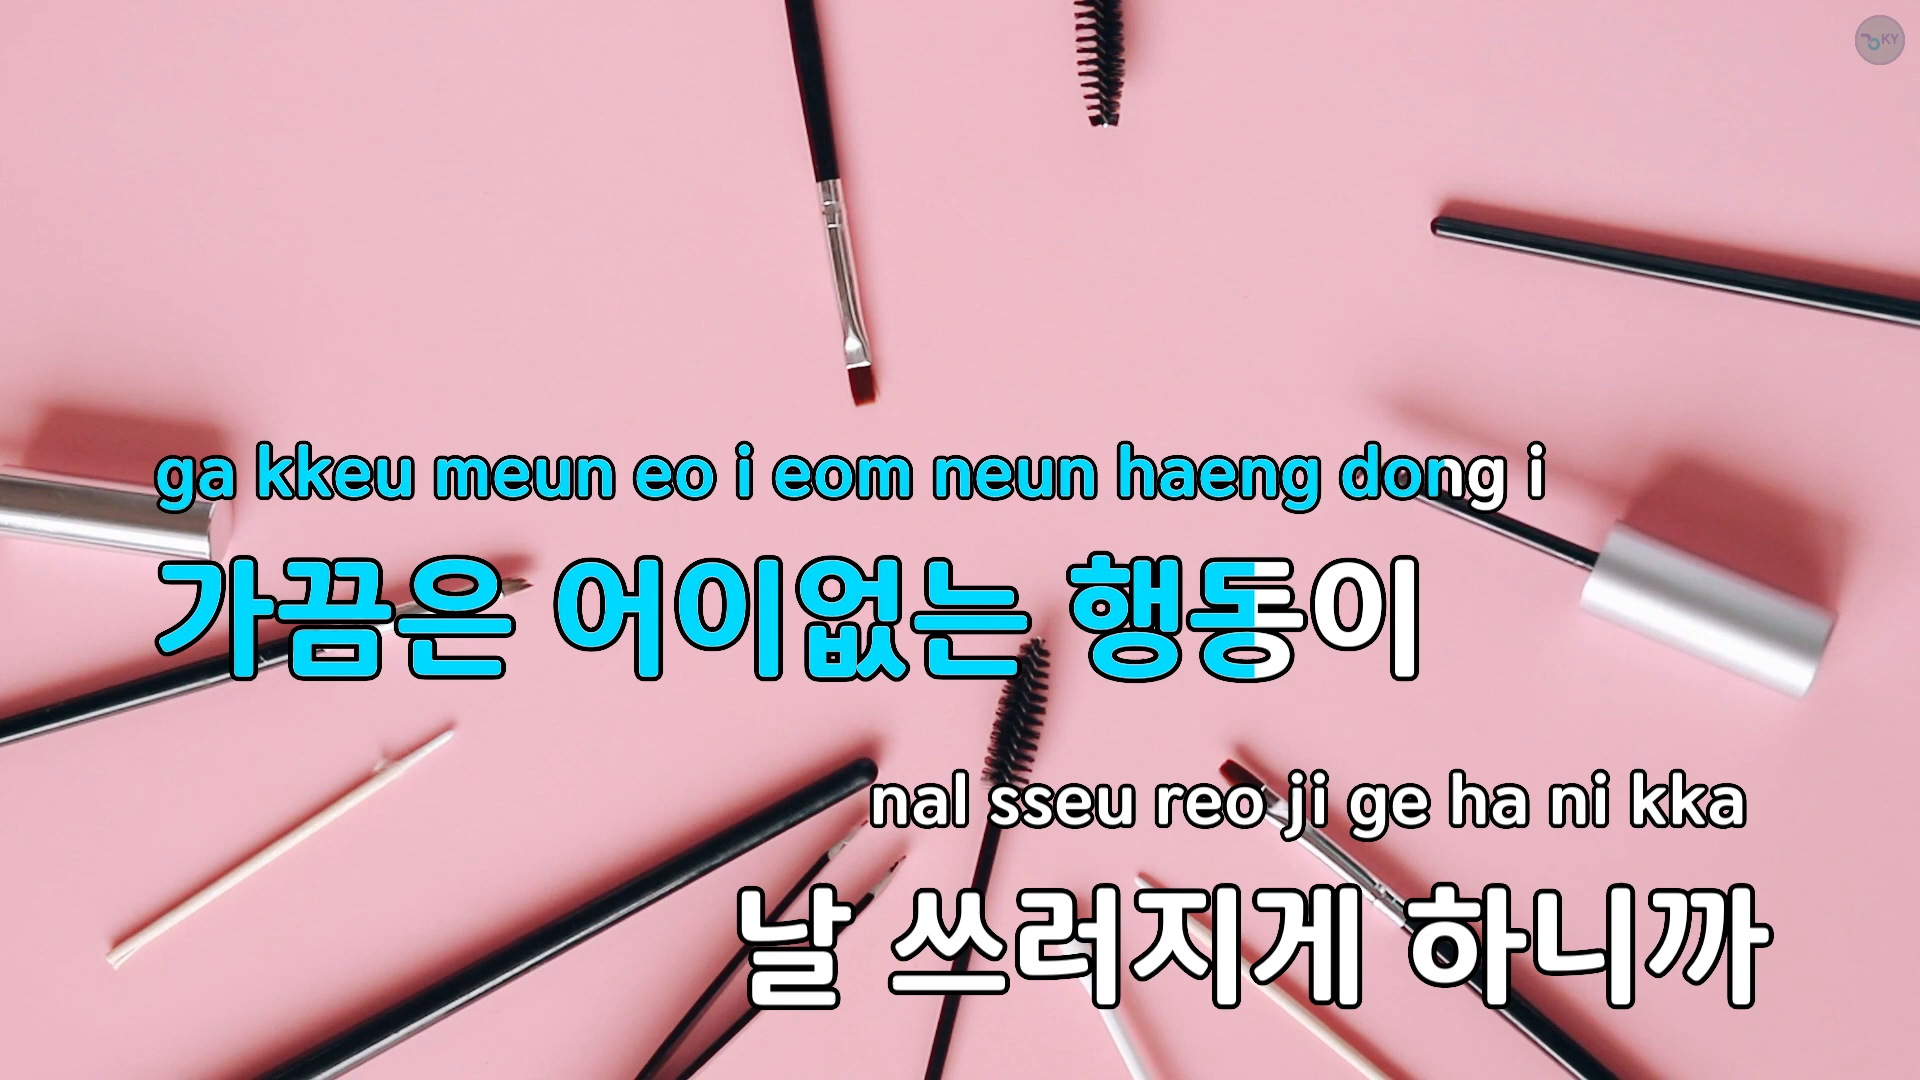 KY
ga kkeu meun eo i eom neun haeng dong i
가끔은 어이없는 행동이
nal sseu reo ji ge ha ni kka
날 쓰러지게 하니까